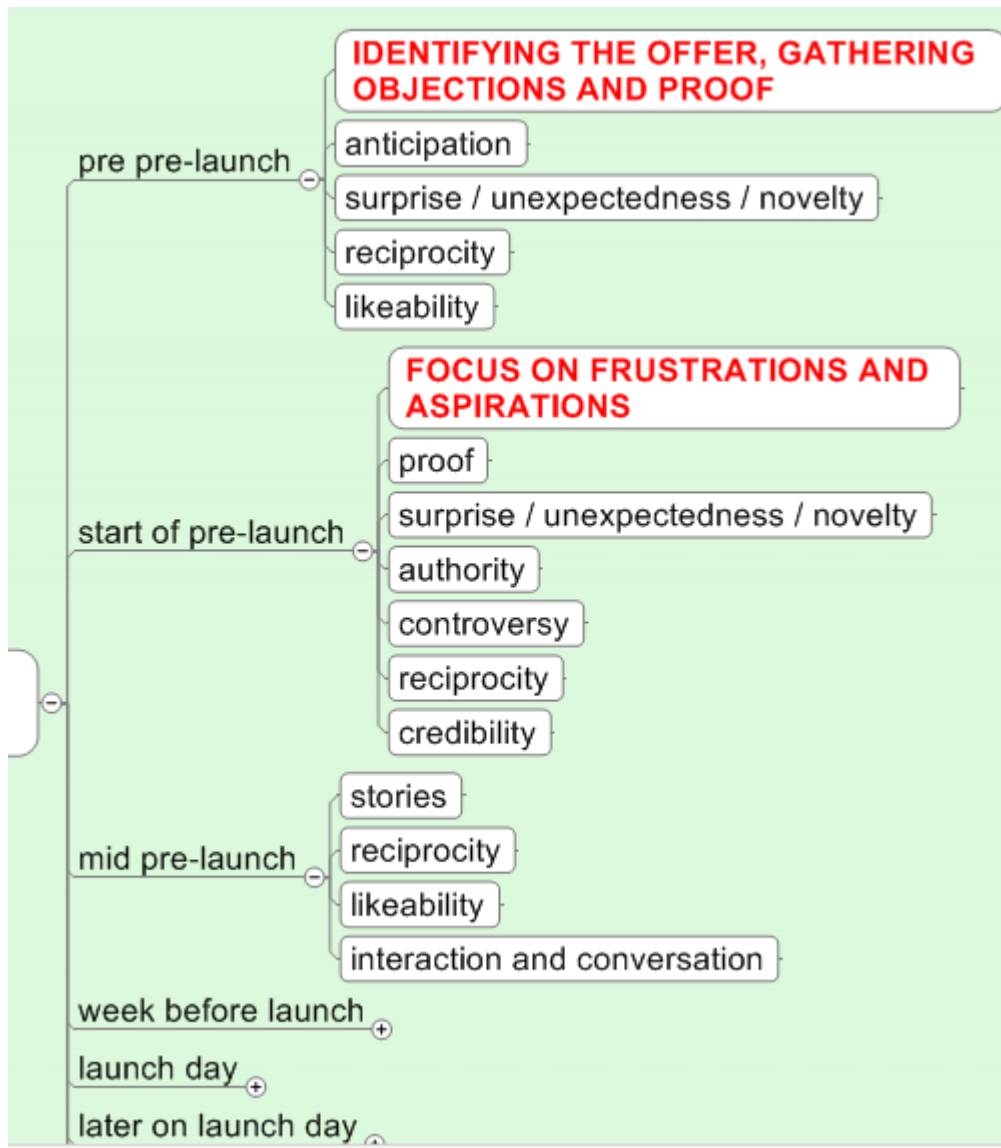 IDENTIFYING THE OFFER, GATHERING
OBJECTIONS AND PROOF
pre pre-launch
anticipation
surprise / unexpectedness / novelty
reciprocity
likeability
FOCUS ON FRUSTRATIONS AND
ASPIRATIONS
proof
start of pre-launch
surprise / unexpectedness / novelty
authority
controversy
reciprocity
credibility
stories
mid pre-launch
reciprocity
likeability
interaction and conversation
week before launch
launch day
later on launch day